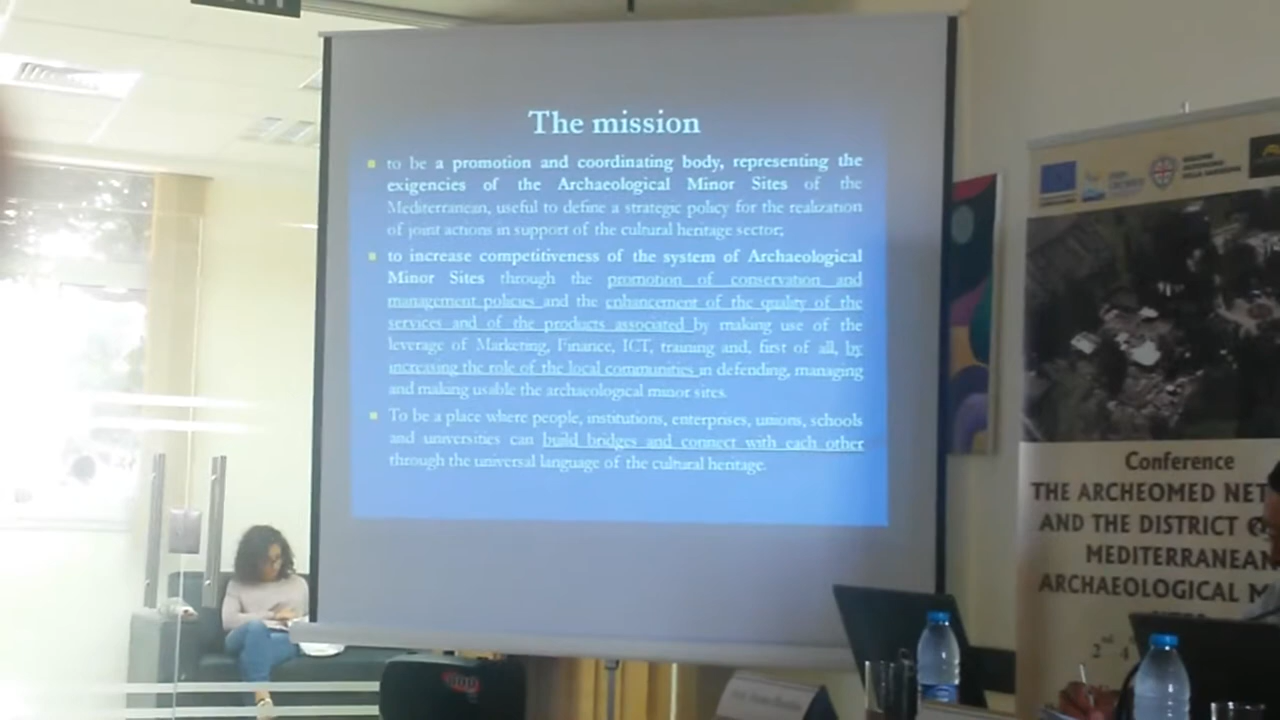 The mission
to be a promotion and coordinating body, representing the
exigencies of the Archaeological Minor Sites of the
Mediterranean, useful to define a strategic policy for the realization
of joint actions in support of the cultural heritage sector;
to increase competitiveness of the system of Archaeological
Minor Sites through the promotion of conservation and
management policies and the enhancement of the quality of the
services and of the products associated by making use of the
leverage of Marketing, Finance, ICT, training and, first of all, by
increasing the role of the local communities in defending, managing
and making usable the archaeological minor sites.
To be a place where people, institutions, enterprises, unions, schools
and universities can build bridges and connect with each other
through the universal language of the cultural heritage.
Conference
THE ARCHEOMED NET
AND THE DISTRICT
MEDITERRANEAN
ARCHAEOLOGICAL M
2nd